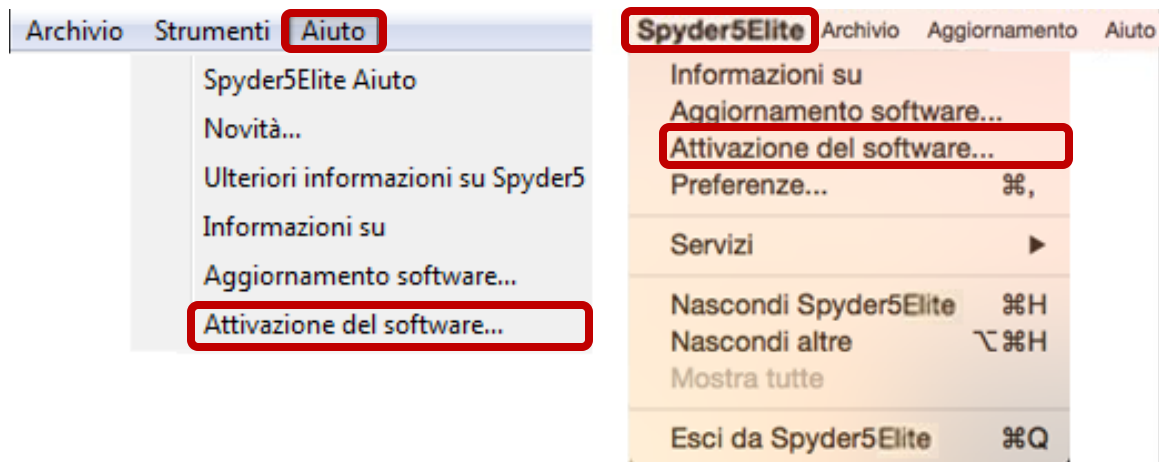 Archivio Strumenti Aiuto
Spyder5Elite Aiuto
Novità...
Ulteriori informazioni su Spyder5
Informazioni su
Aggiornamento software...
Attivazione del software...
Spyder5Elite Archivio Aggiornamento Aiuto
Informazioni su
Aggiornamento software...
Attivazione del software...
Preferenze... ⌘,
Servizi ▶
Nascondi Spyder5Elite ⌘H
Nascondi altre ⌥⌘H
Mostra tutte
Esci da Spyder5Elite ⌘Q